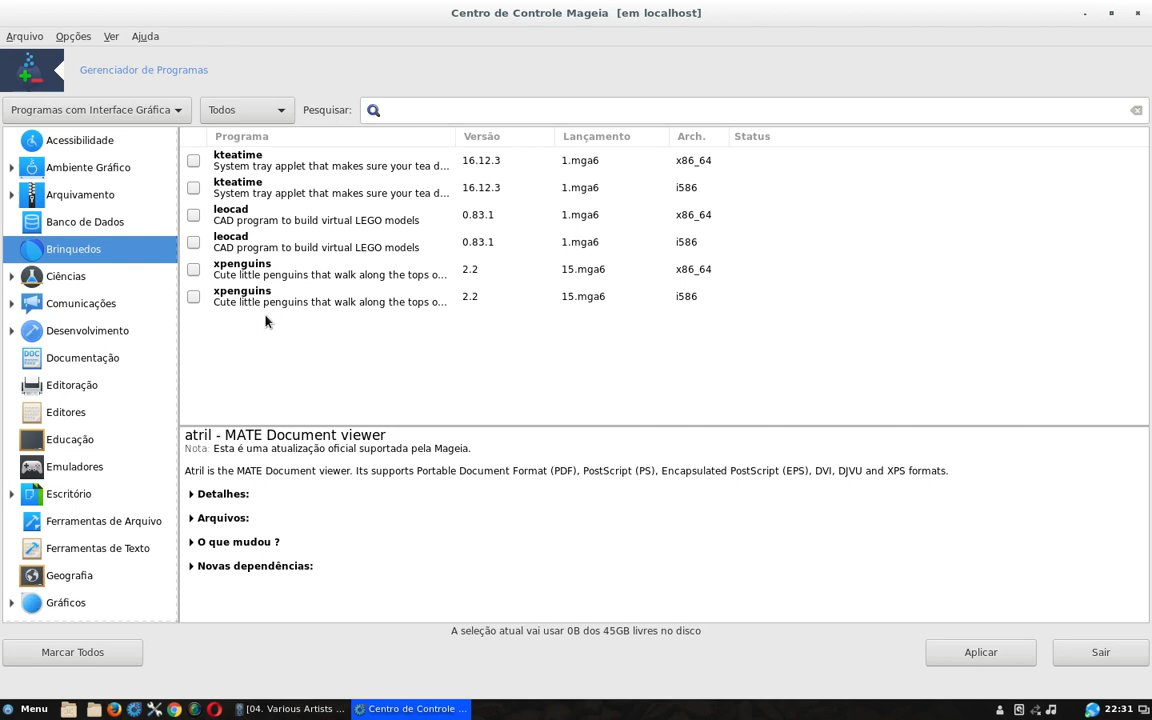 Centro de Controle Mageia [em localhost]
Arquivo Opções Ver Ajuda
Gerenciador de Programas
Programas com Interface Gráfica Todos Pesquisar:
Programa Versão Lançamento Arch. Status
kteatime
System tray applet that makes sure your tea d... 16.12.3 1.mga6 x86_64
kteatime
System tray applet that makes sure your tea d... 16.12.3 1.mga6 i586
leocad
CAD program to build virtual LEGO models 0.83.1 1.mga6 x86_64
leocad
CAD program to build virtual LEGO models 0.83.1 1.mga6 i586
xpenguins
Cute little penguins that walk along the tops o... 2.2 15.mga6 x86_64
xpenguins
Cute little penguins that walk along the tops o... 2.2 15.mga6 i586
Acessibilidade
Ambiente Gráfico
Arquivamento
Banco de Dados
Brinquedos
Ciências
Comunicações
Desenvolvimento
DOC Documentação
Editoração
Editores
Educação
Emuladores
Escritório
Ferramentas de Arquivo
Ferramentas de Texto
Geografia
Gráficos
atril - MATE Document viewer
Nota: Esta é uma atualização oficial suportada pela Mageia.
Atril is the MATE Document viewer. Its supports Portable Document Format (PDF), PostScript (PS), Encapsulated PostScript (EPS), DVI, DJVU and XPS formats.
Detalhes:
Arquivos:
O que mudou ?
Novas dependências:
A seleção atual vai usar 0B dos 45GB livres no disco
Marcar Todos Aplicar Sair
Menu [04. Various Artists ... Centro de Controle ... 22:31